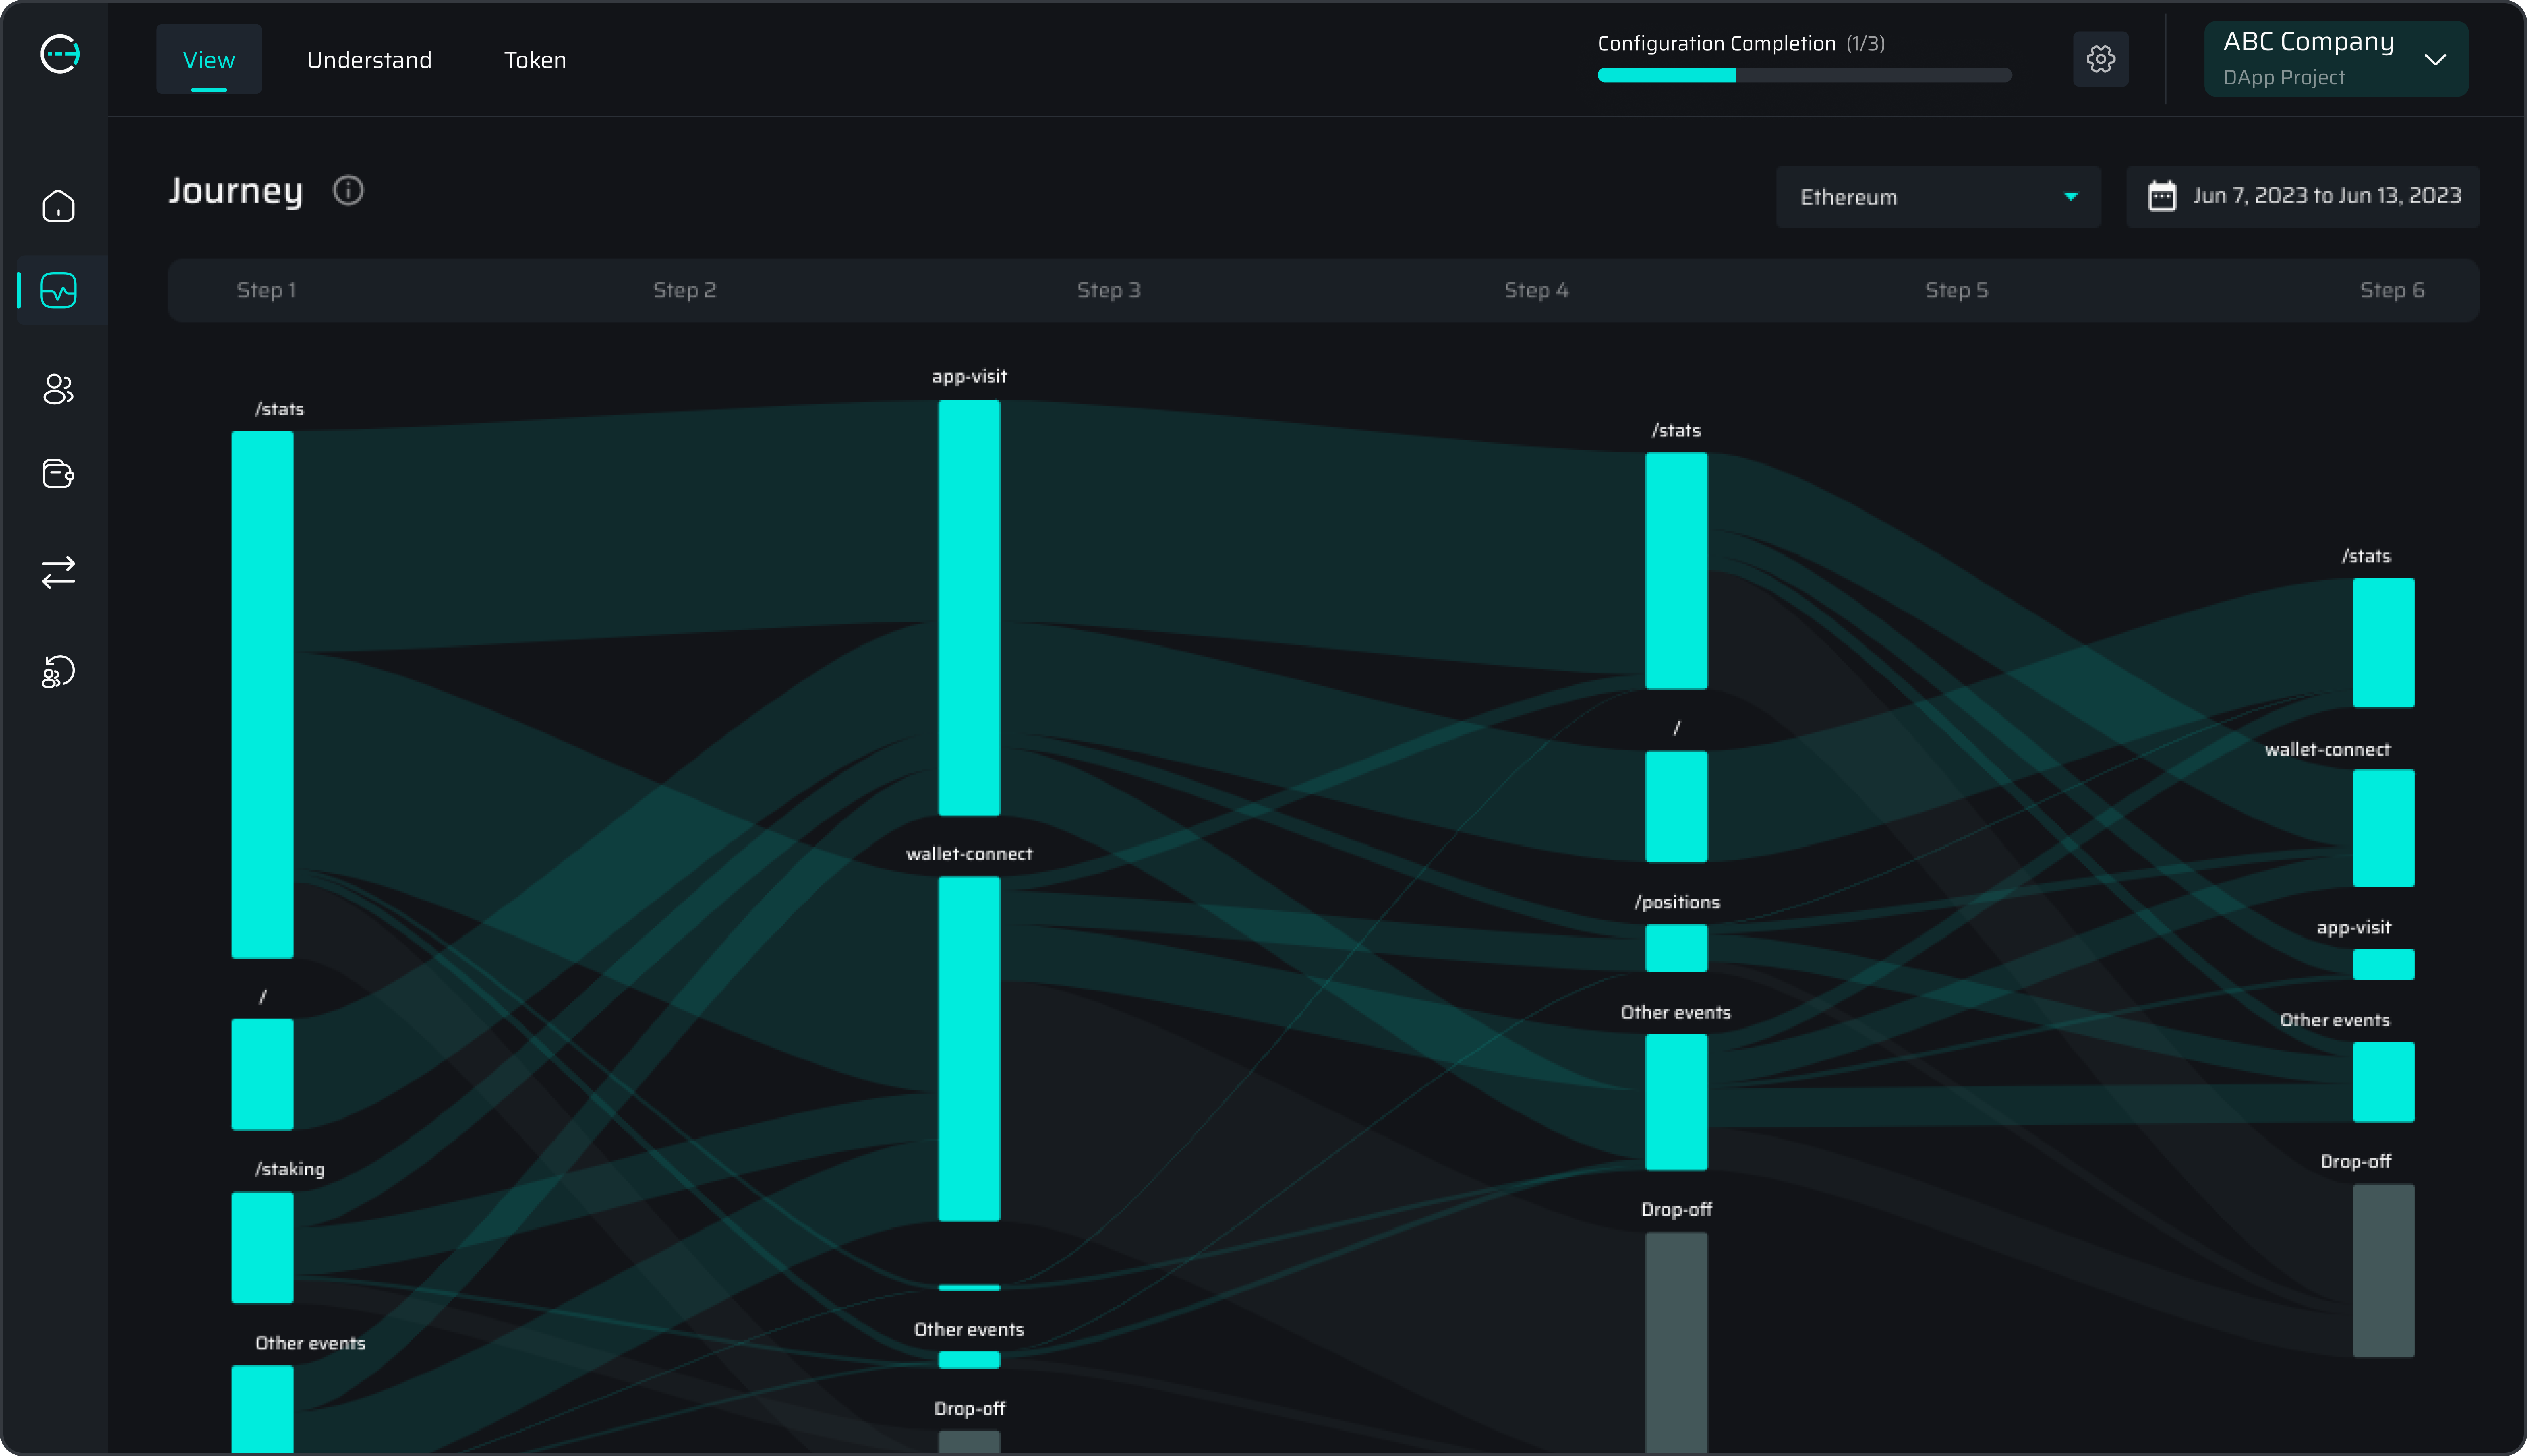 View
Understand
Token
Configuration Completion (1/3)
ABC Company
DApp Project
Journey
Ethereum
Jun 7, 2023 to Jun 13, 2023
Step 1
Step 2
Step 3
Step 4
Step 5
Step 6
/stats
/
/staking
Other events
app-visit
wallet-connect
Other events
Drop-off
/stats
/
/positions
Other events
Drop-off
/stats
wallet-connect
app-visit
Other events
Drop-off